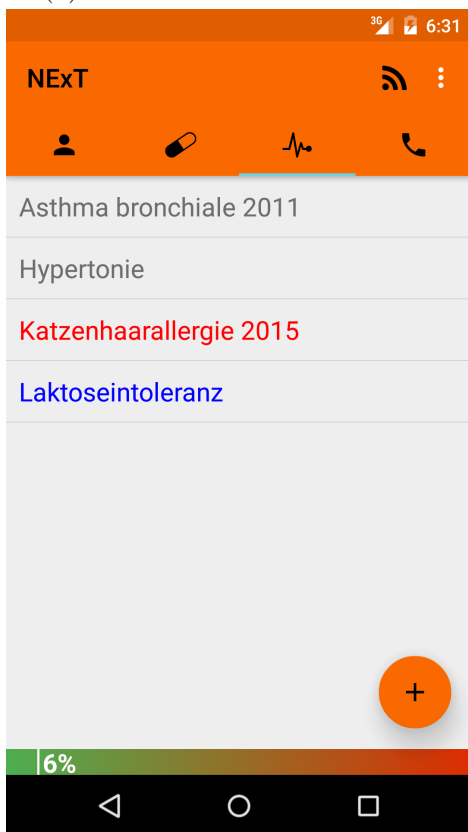 3G 6:31
NExT
Asthma bronchiale 2011
Hypertonie
Katzenhaarallergie 2015
Laktoseintoleranz
+
6%